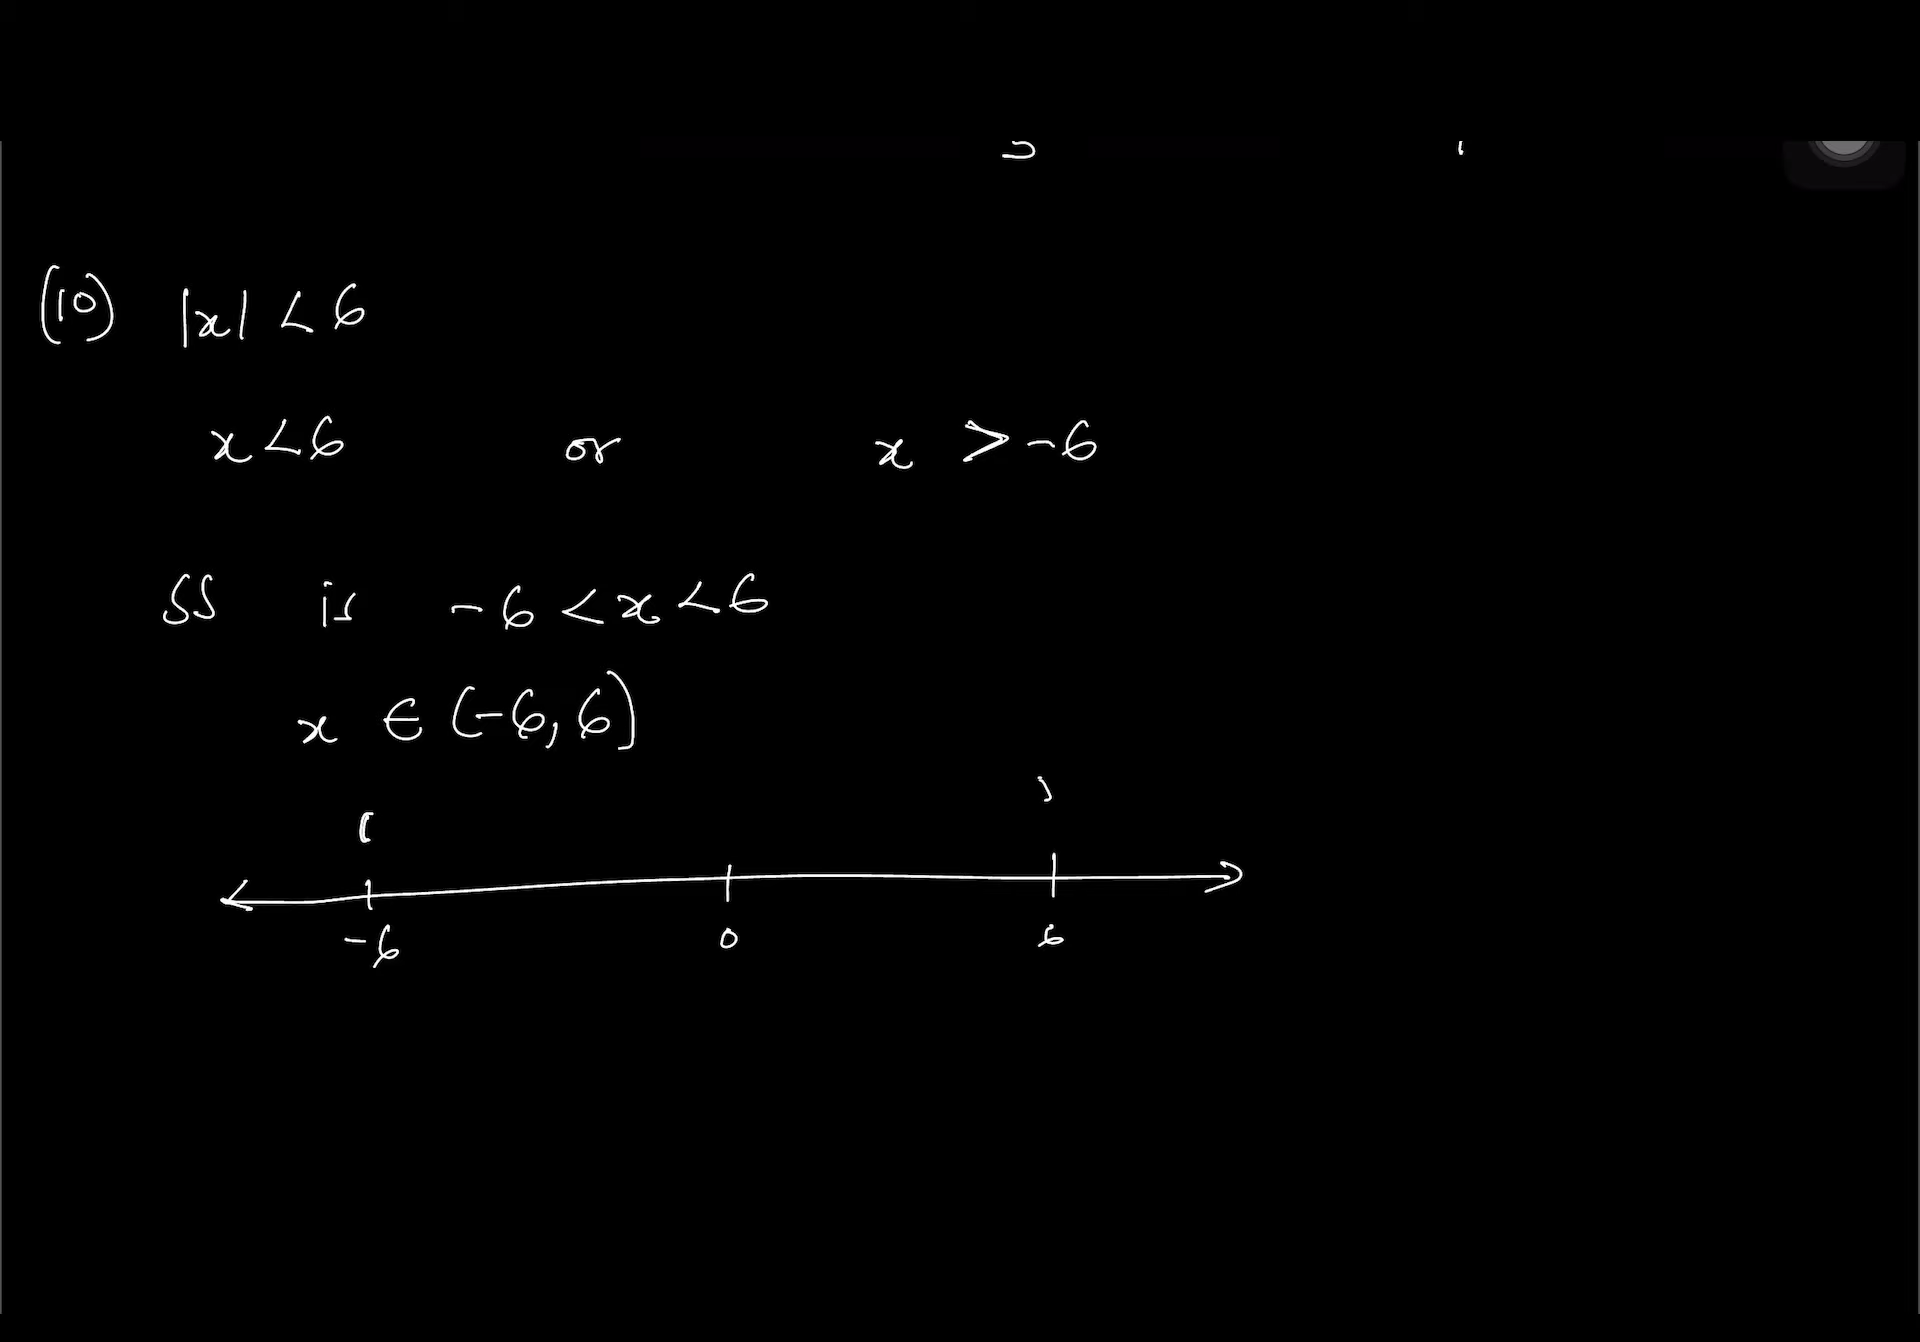 (10) |x| < 6
x < 6 or x > -6
SS is -6 < x < 6
x ∈ (-6, 6)
( )
-6 0 6